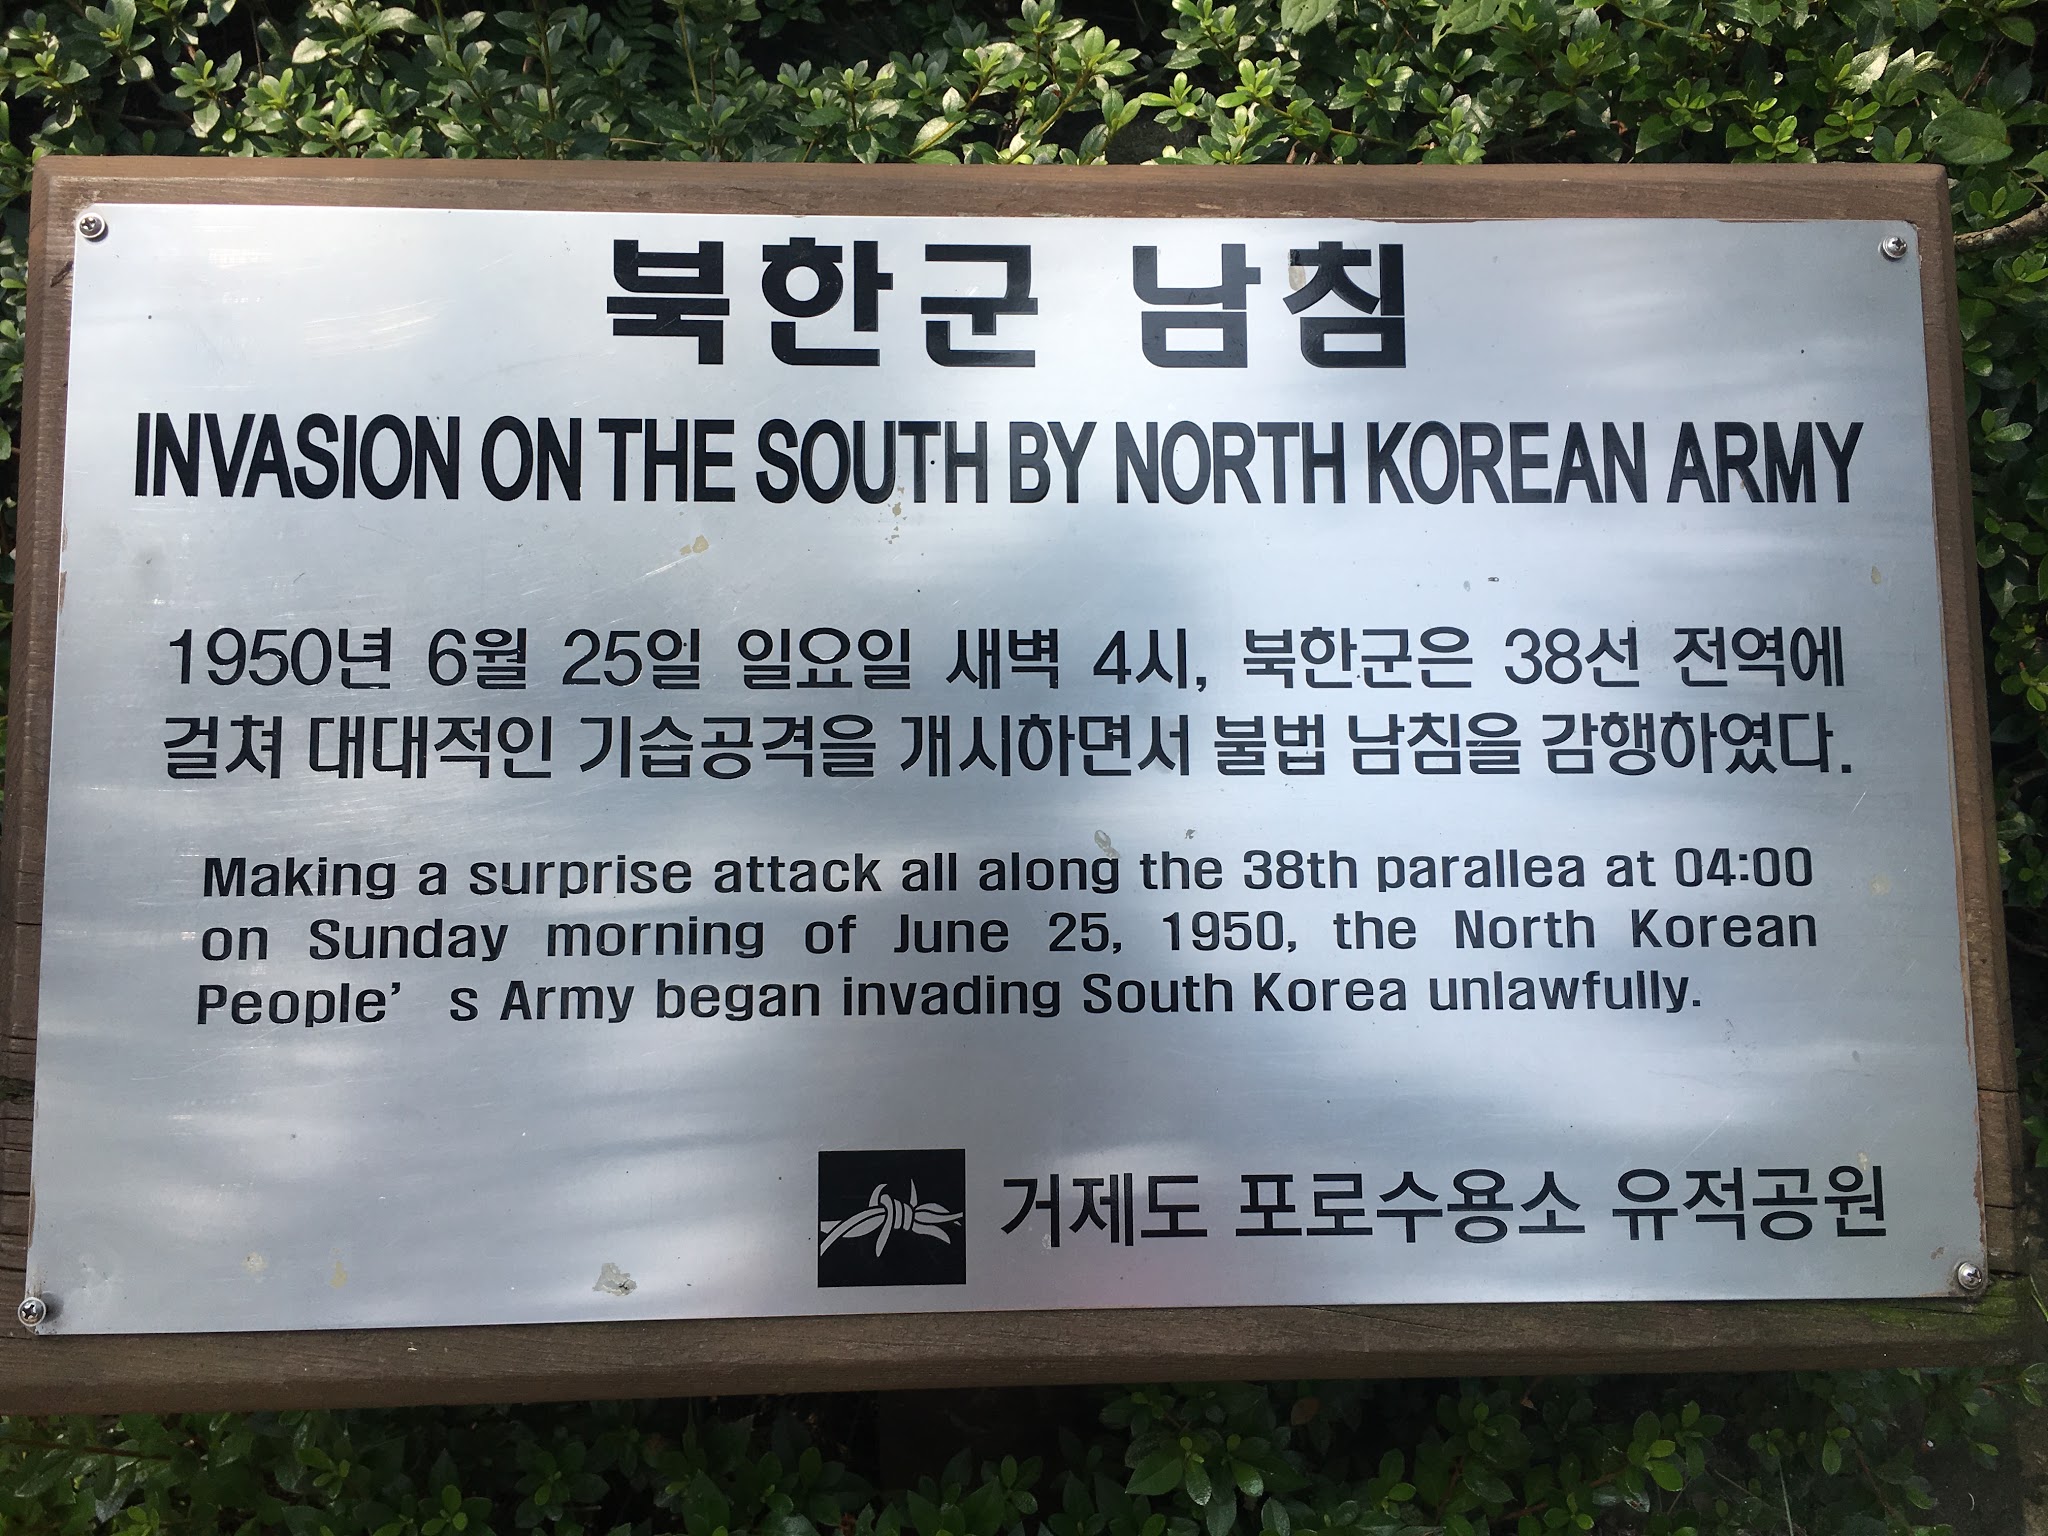 북한군 남침
INVASION ON THE SOUTH BY NORTH KOREAN ARMY
1950년 6월 25일 일요일 새벽 4시, 북한군은 38선 전역에
걸쳐 대대적인 기습공격을 개시하면서 불법 남침을 감행하였다.
Making a surprise attack all along the 38th parallea at 04:00
on Sunday morning of June 25, 1950, the North Korean
People’ s Army began invading South Korea unlawfully.
거제도 포로수용소 유적공원